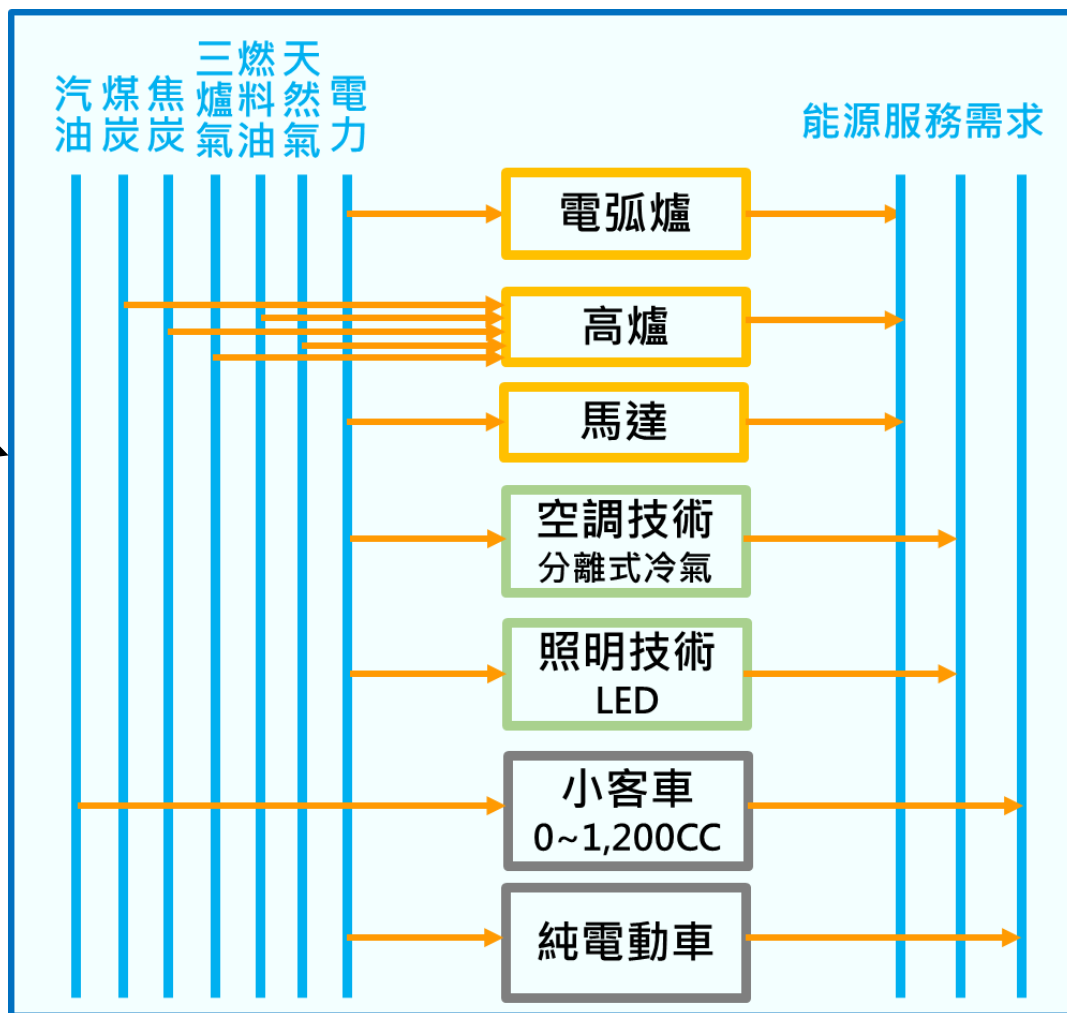 汽油
煤炭
焦炭
三爐氣
燃料油
天然氣
電力
能源服務需求
電弧爐
高爐
馬達
空調技術
分離式冷氣
照明技術
LED
小客車
0~1,200CC
純電動車